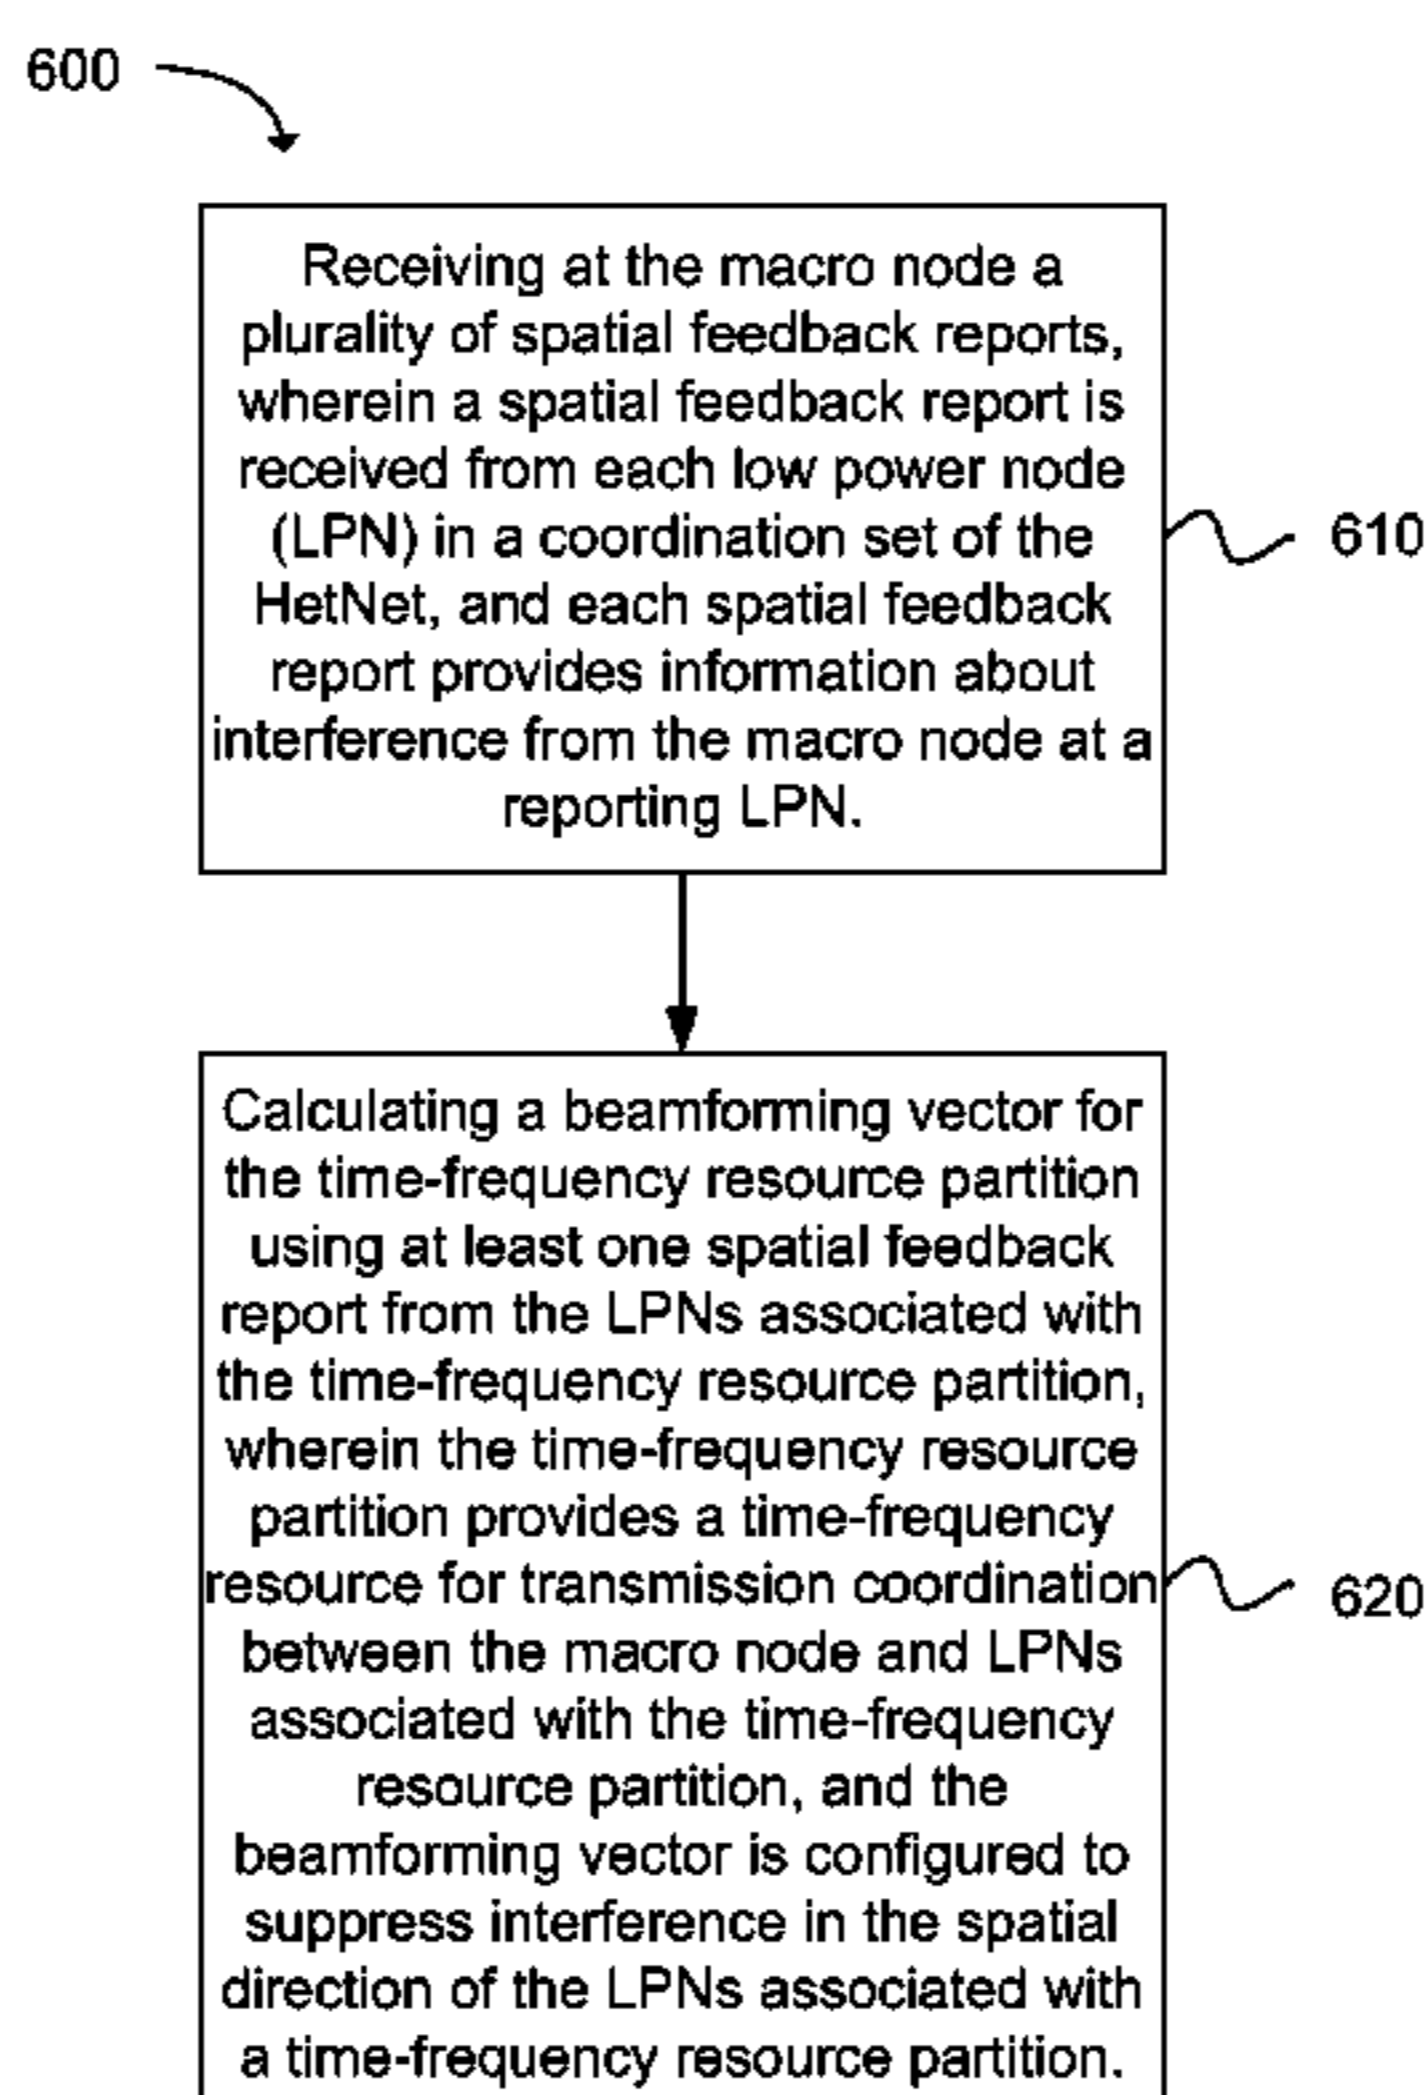 600
Receiving at the macro node a
plurality of spatial feedback reports,
wherein a spatial feedback report is
received from each low power node
(LPN) in a coordination set of the
HetNet, and each spatial feedback
report provides information about
interference from the macro node at a
reporting LPN.
610
Calculating a beamforming vector for
the time-frequency resource partition
using at least one spatial feedback
report from the LPNs associated with
the time-frequency resource partition,
wherein the time-frequency resource
partition provides a time-frequency
resource for transmission coordination
between the macro node and LPNs
associated with the time-frequency
resource partition, and the
beamforming vector is configured to
suppress interference in the spatial
direction of the LPNs associated with
a time-frequency resource partition.
620